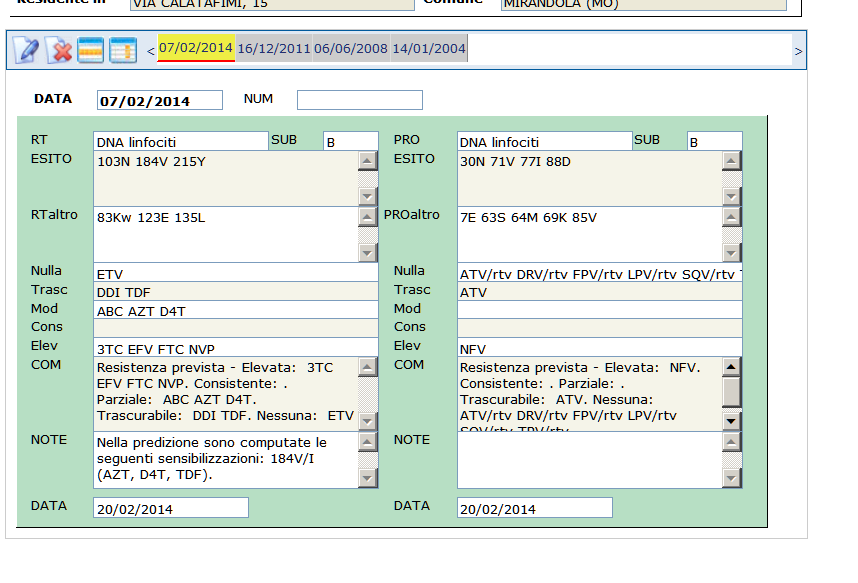 Residente in VIA CALATAFIMI, 15 Comune MIRANDOLA (MO)
< 07/02/2014 16/12/2011 06/06/2008 14/01/2004 >
DATA 07/02/2014 NUM
RT DNA linfociti SUB B
ESITO 103N 184V 215Y
RTaltro 83Kw 123E 135L
Nulla ETV
Trasc DDI TDF
Mod ABC AZT D4T
Cons
Elev 3TC EFV FTC NVP
COM Resistenza prevista - Elevata: 3TC
EFV FTC NVP. Consistente: .
Parziale: ABC AZT D4T.
Trascurabile: DDI TDF. Nessuna: ETV
NOTE Nella predizione sono computate le
seguenti sensibilizzazioni: 184V/I
(AZT, D4T, TDF).
DATA 20/02/2014
PRO DNA linfociti SUB B
ESITO 30N 71V 77I 88D
PROaltro 7E 63S 64M 69K 85V
Nulla ATV/rtv DRV/rtv FPV/rtv LPV/rtv SQV/rtv
Trasc ATV
Mod
Cons
Elev NFV
COM Resistenza prevista - Elevata: NFV.
Consistente: . Parziale: .
Trascurabile: ATV. Nessuna:
ATV/rtv DRV/rtv FPV/rtv LPV/rtv
SQV/rtv TPV/rtv
NOTE
DATA 20/02/2014